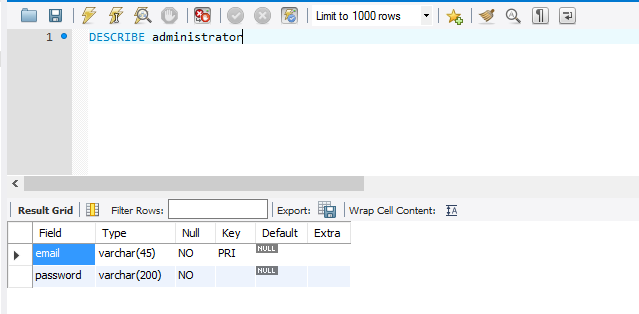 Limit to 1000 rows
1 DESCRIBE administrator
Result Grid Filter Rows: Export: Wrap Cell Content: IA
Field Type Null Key Default Extra
email varchar(45) NO PRI NULL
password varchar(200) NO NULL